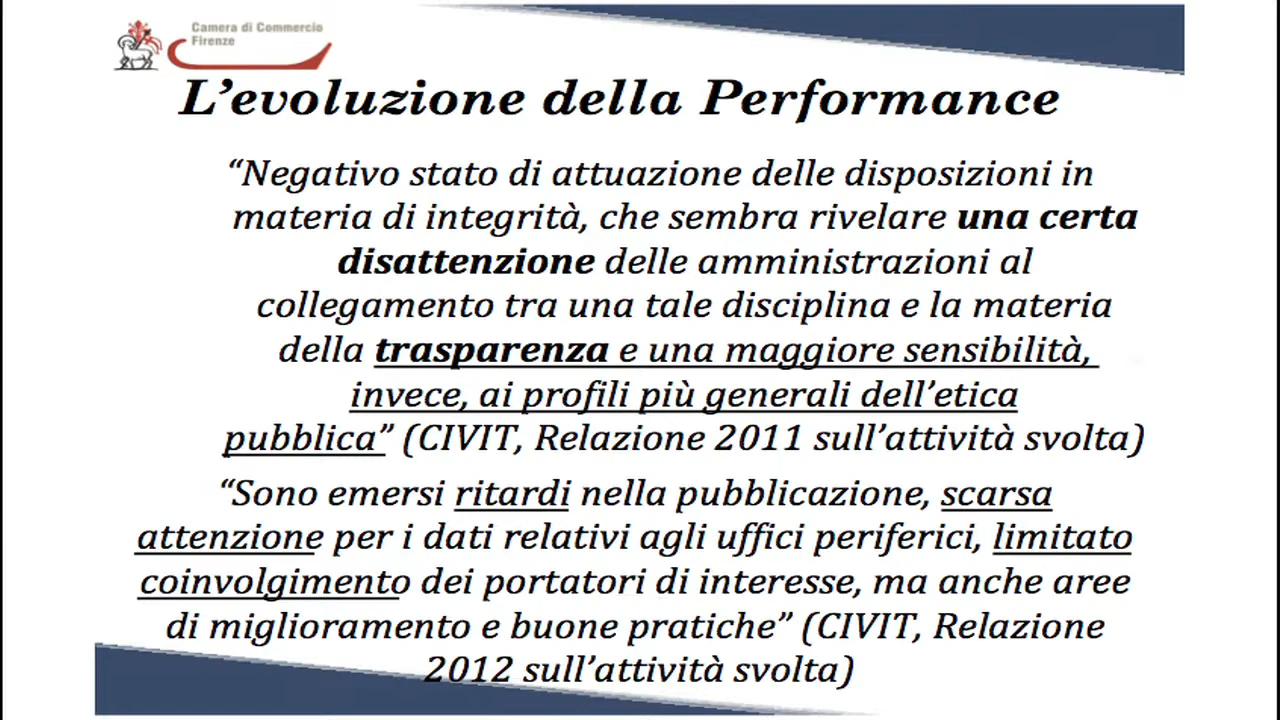 Camera di Commercio
Firenze
L’evoluzione della Performance
“Negativo stato di attuazione delle disposizioni in
materia di integrità, che sembra rivelare una certa
disattenzione delle amministrazioni al
collegamento tra una tale disciplina e la materia
della trasparenza e una maggiore sensibilità,
invece, ai profili più generali dell’etica
pubblica” (CIVIT, Relazione 2011 sull’attività svolta)
“Sono emersi ritardi nella pubblicazione, scarsa
attenzione per i dati relativi agli uffici periferici, limitato
coinvolgimento dei portatori di interesse, ma anche aree
di miglioramento e buone pratiche” (CIVIT, Relazione
2012 sull’attività svolta)